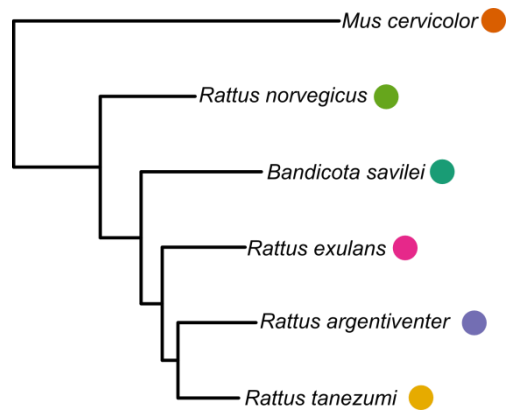 Mus cervicolor
Rattus norvegicus
Bandicota savilei
Rattus exulans
Rattus argentiventer
Rattus tanezumi